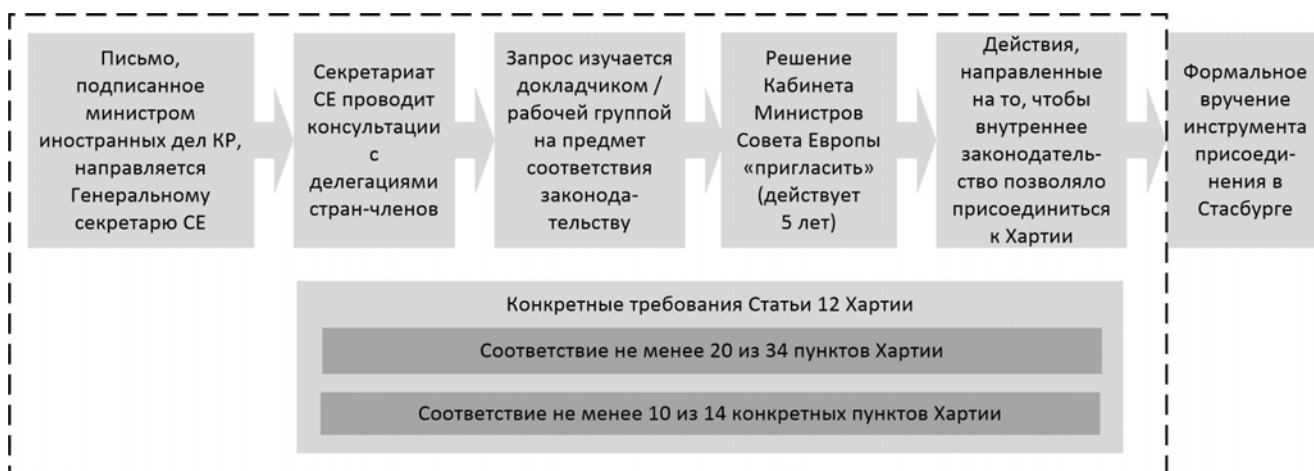 Письмо,
подписанное
министром
иностранных дел КР,
направляется
Генеральному
секретарю СЕ
Секретариат
СЕ проводит
консультации
с
делегациями
стран-членов
Запрос изучается
докладчиком /
рабочей группой
на предмет
соответствия
законода-
тельству
Решение
Кабинета
Министров
Совета Европы
«пригласить»
(действует
5 лет)
Действия,
направленные
на то, чтобы
внутреннее
законодатель-
ство позволяло
присоединиться
к Хартии
Формальное
вручение
инструмента
присоеди-
нения в
Стасбурге
Конкретные требования Статьи 12 Хартии
Соответствие не менее 20 из 34 пунктов Хартии
Соответствие не менее 10 из 14 конкретных пунктов Хартии